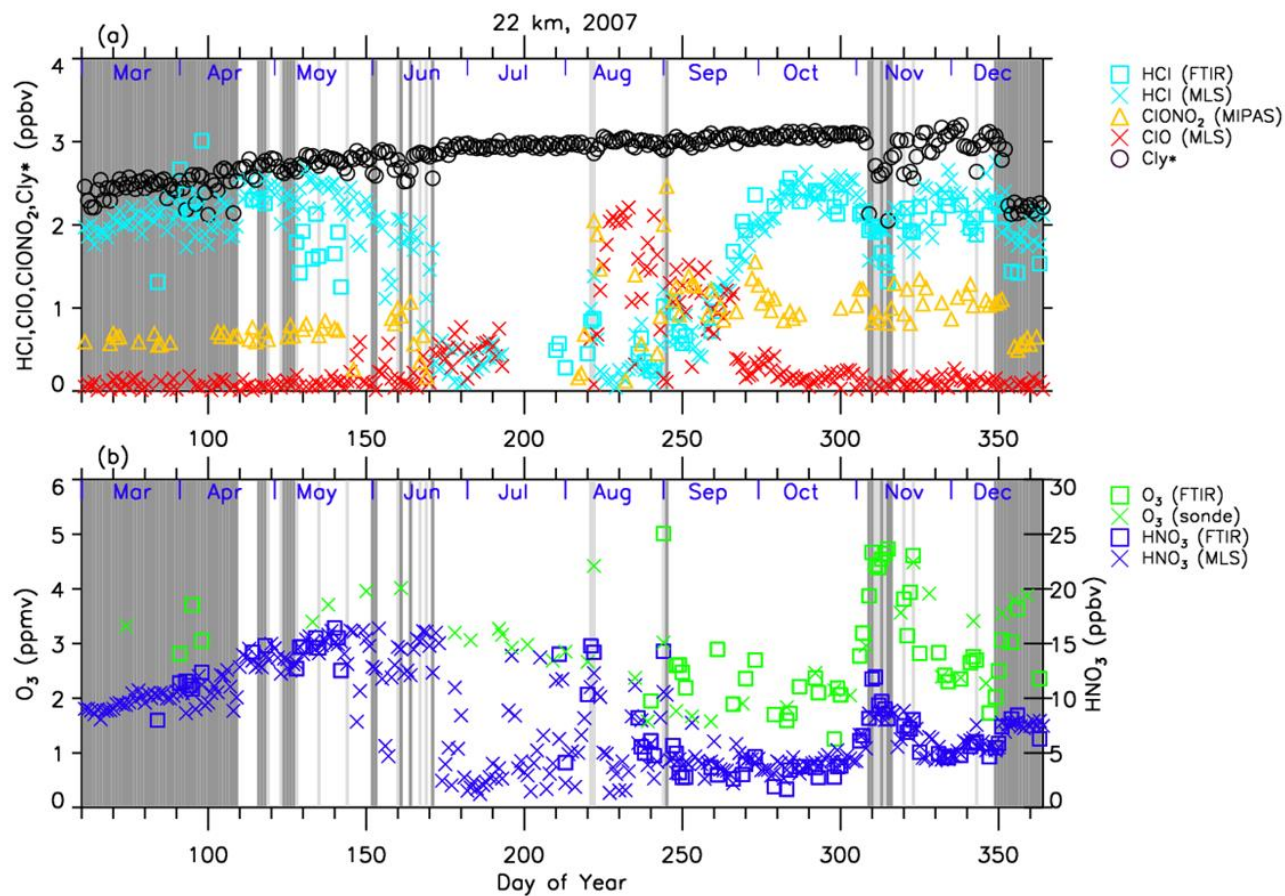 22 km, 2007
(a)
HCl,ClO,ClONO₂,Cly* (ppbv)
4
3
2
1
0
Mar Apr May Jun Jul Aug Sep Oct Nov Dec
100 150 200 250 300 350
HCl (FTIR)
HCl (MLS)
ClONO₂ (MIPAS)
ClO (MLS)
Cly*
(b)
O₃ (ppmv)
6
5
4
3
2
1
0
Mar Apr May Jun Jul Aug Sep Oct Nov Dec
30
25
20
15
10
5
0
HNO₃ (ppbv)
O₃ (FTIR)
O₃ (sonde)
HNO₃ (FTIR)
HNO₃ (MLS)
100 150 200 250 300 350
Day of Year